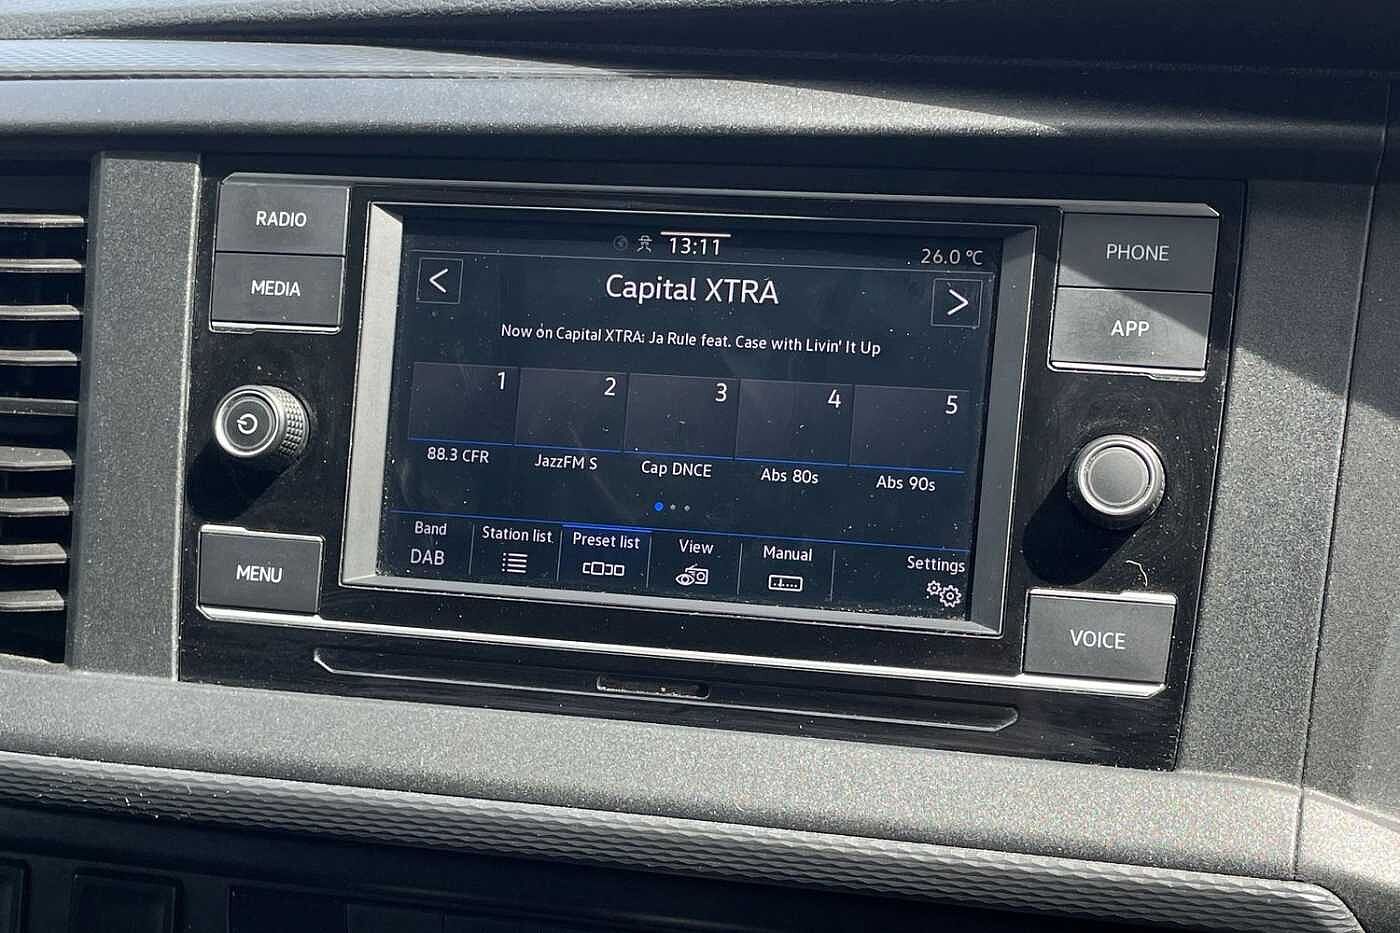 RADIO
MEDIA
MENU
13:11
26.0 °C
<
Capital XTRA
>
Now on Capital XTRA: Ja Rule feat. Case with Livin' It Up
1 2 3 4 5
88.3 CFR JazzFM S Cap DNCE Abs 80s Abs 90s
Band Station list Preset list View Manual Settings
DAB
PHONE
APP
VOICE